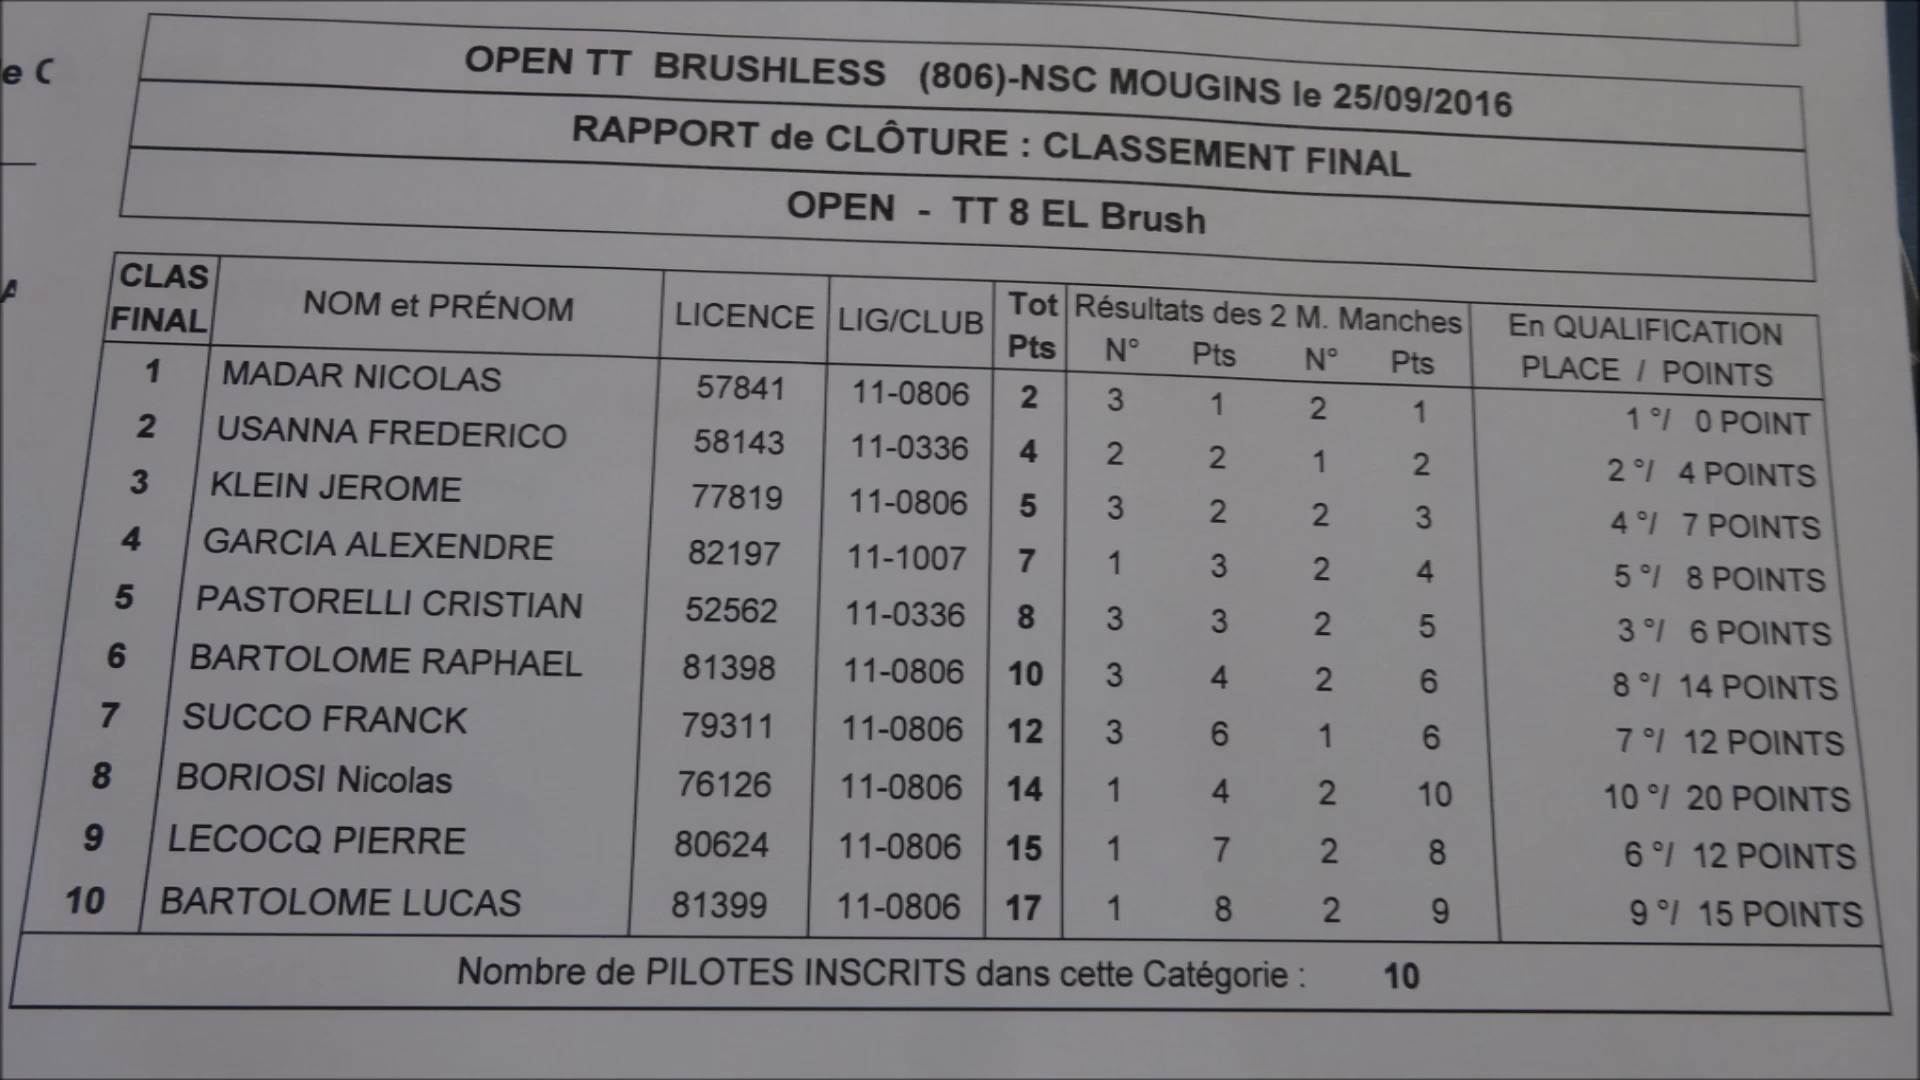 e C
A
OPEN TT BRUSHLESS (806)-NSC MOUGINS le 25/09/2016
RAPPORT de CLÔTURE : CLASSEMENT FINAL
OPEN - TT 8 EL Brush
CLAS FINAL NOM et PRÉNOM LICENCE LIG/CLUB Tot Pts Résultats des 2 M. Manches En QUALIFICATION
N° Pts N° Pts PLACE / POINTS
1 MADAR NICOLAS 57841 11-0806 2 3 1 2 1 1 °/ 0 POINT
2 USANNA FREDERICO 58143 11-0336 4 2 2 1 2 2 °/ 4 POINTS
3 KLEIN JEROME 77819 11-0806 5 3 2 2 3 4 °/ 7 POINTS
4 GARCIA ALEXENDRE 82197 11-1007 7 1 3 2 4 5 °/ 8 POINTS
5 PASTORELLI CRISTIAN 52562 11-0336 8 3 3 2 5 3 °/ 6 POINTS
6 BARTOLOME RAPHAEL 81398 11-0806 10 3 4 2 6 8 °/ 14 POINTS
7 SUCCO FRANCK 79311 11-0806 12 3 6 1 6 7 °/ 12 POINTS
8 BORIOSI Nicolas 76126 11-0806 14 1 4 2 10 10 °/ 20 POINTS
9 LECOCQ PIERRE 80624 11-0806 15 1 7 2 8 6 °/ 12 POINTS
10 BARTOLOME LUCAS 81399 11-0806 17 1 8 2 9 9 °/ 15 POINTS
Nombre de PILOTES INSCRITS dans cette Catégorie : 10